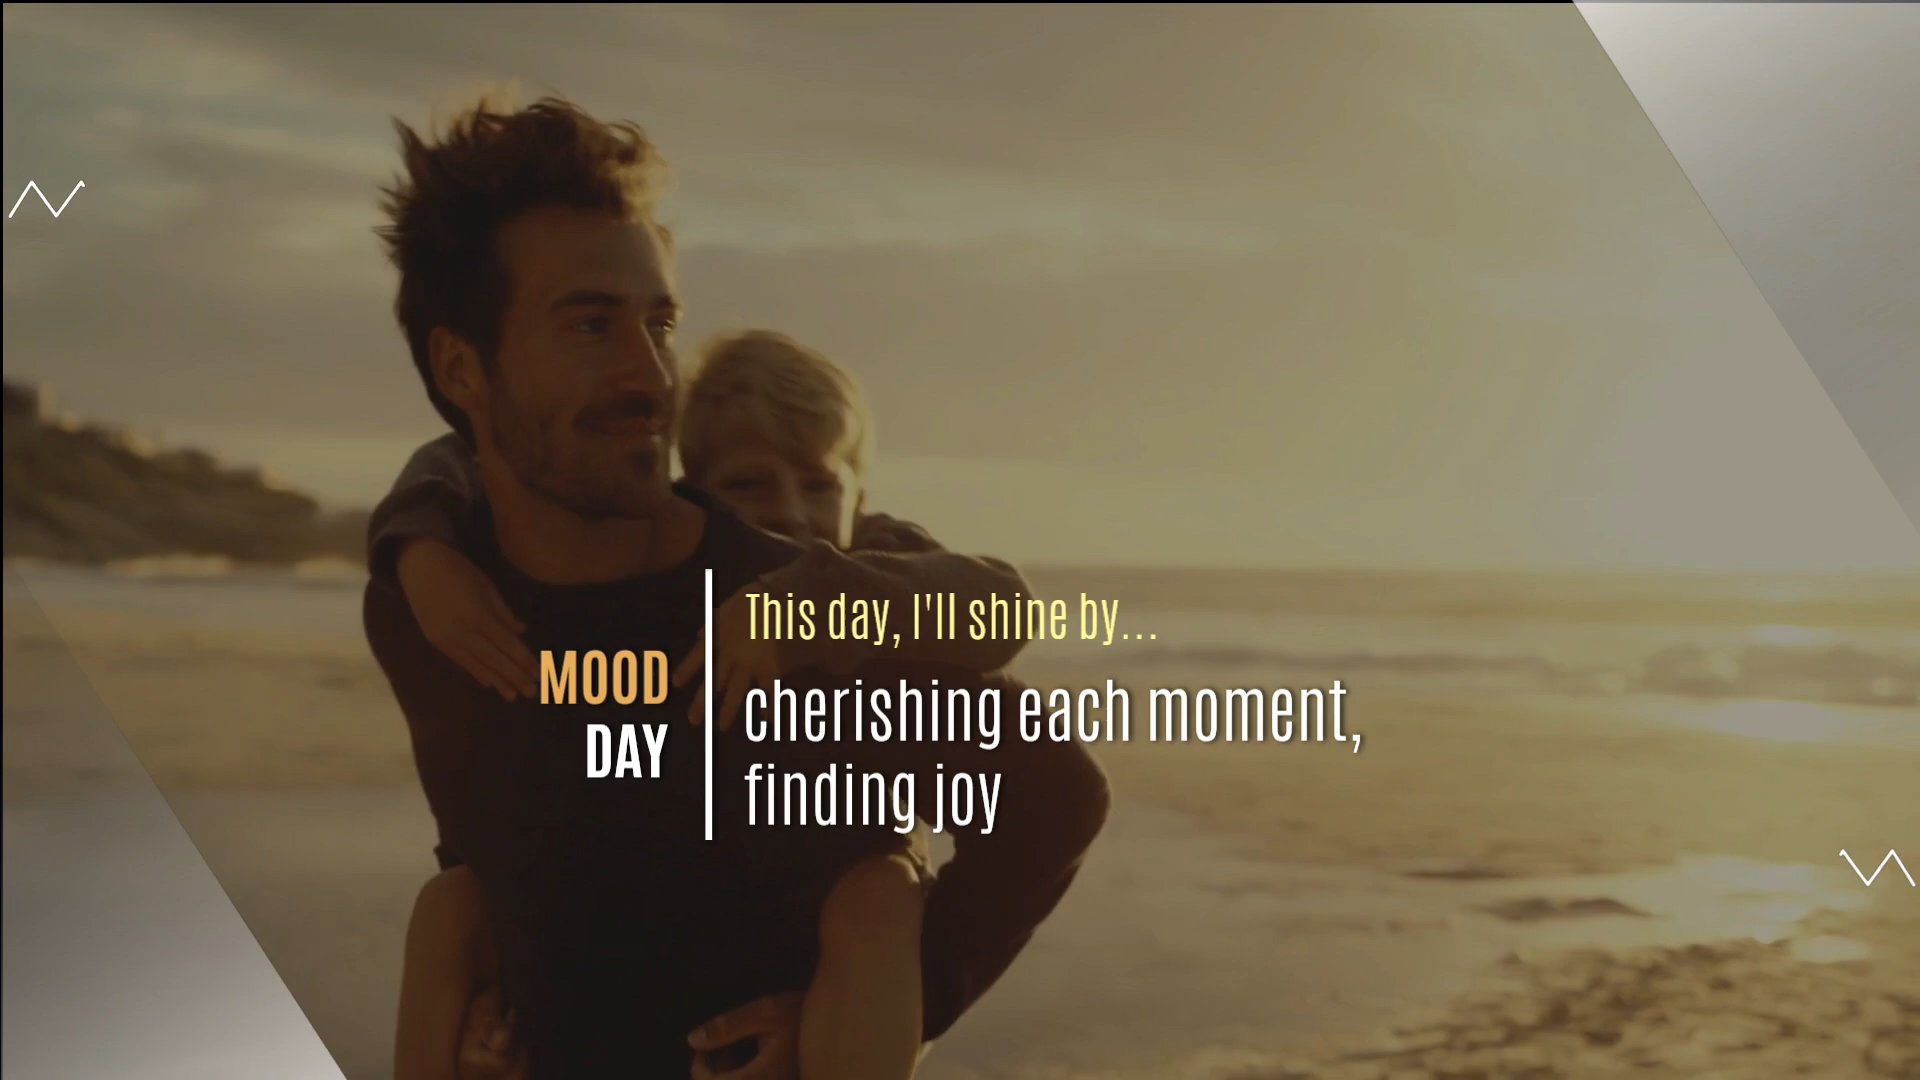 MOOD
DAY
This day, I'll shine by...
cherishing each moment,
finding joy